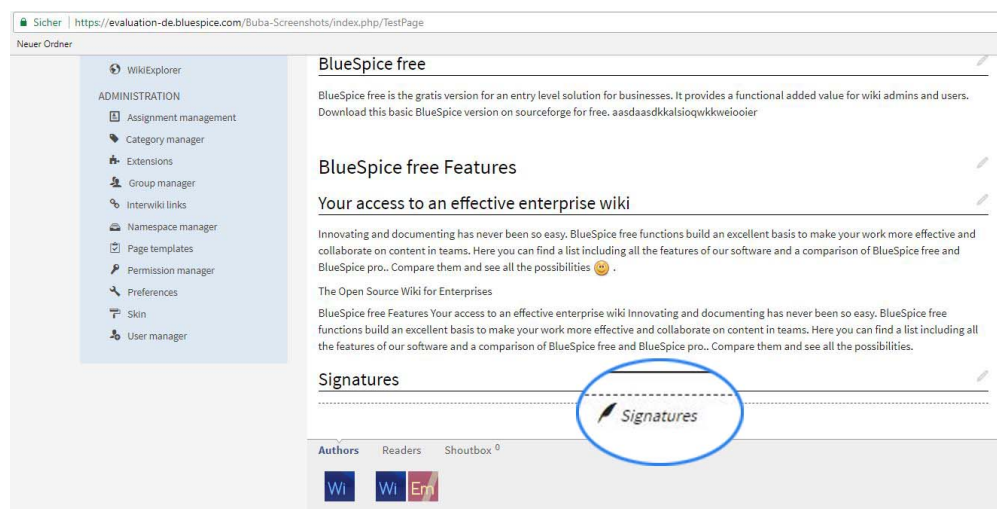 Sicher | https://evaluation-de.bluespice.com/Buba-Screenshots/index.php/TestPage
Neuer Ordner
WikiExplorer
ADMINISTRATION
Assignment management
Category manager
Extensions
Group manager
Interwiki links
Namespace manager
Page templates
Permission manager
Preferences
Skin
User manager
BlueSpice free
BlueSpice free is the gratis version for an entry level solution for businesses. It provides a functional added value for wiki admins and users.
Download this basic BlueSpice version on sourceforge for free. aasdaasdkkalsioqwkkweiooier
BlueSpice free Features
Your access to an effective enterprise wiki
Innovating and documenting has never been so easy. BlueSpice free functions build an excellent basis to make your work more effective and
collaborate on content in teams. Here you can find a list including all the features of our software and a comparison of BlueSpice free and
BlueSpice pro.. Compare them and see all the possibilities .
The Open Source Wiki for Enterprises
BlueSpice free Features Your access to an effective enterprise wiki Innovating and documenting has never been so easy. BlueSpice free
functions build an excellent basis to make your work more effective and collaborate on content in teams. Here you can find a list including all
the features of our software and a comparison of BlueSpice free and BlueSpice pro.. Compare them and see all the possibilities.
Signatures
Signatures
Authors Readers Shoutbox 0
Wi Wi Em